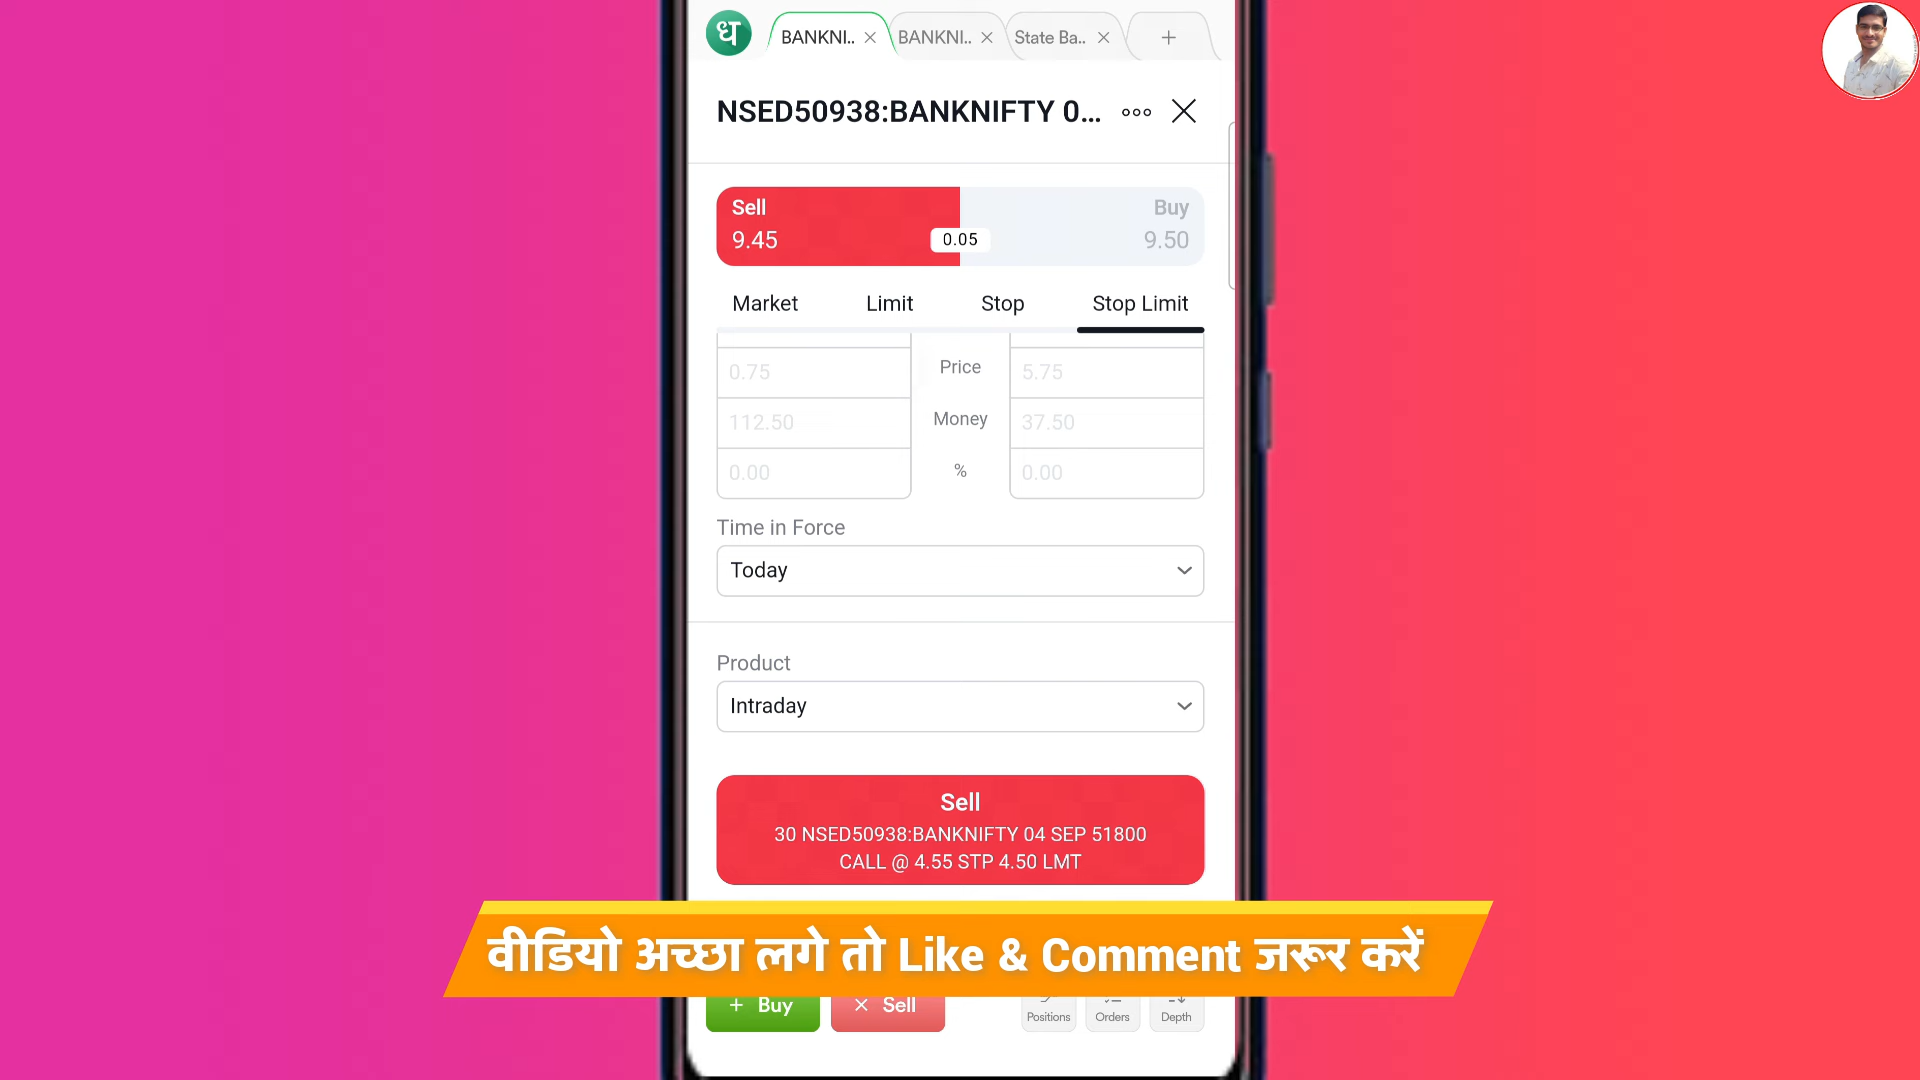 ध
BANKNI..
BANKNI..
State Ba..
NSED50938:BANKNIFTY 0...
Sell
Buy
9.45
0.05
9.50
Market
Limit
Stop
Stop Limit
0.75
Price
5.75
112.50
Money
37.50
0.00
%
0.00
Time in Force
Today
Product
Intraday
Sell
30 NSED50938:BANKNIFTY 04 SEP 51800
CALL @ 4.55 STP 4.50 LMT
वीडियो अच्छा लगे तो Like & Comment जरूर करें
+ Buy
× Sell
Positions
Orders
Depth